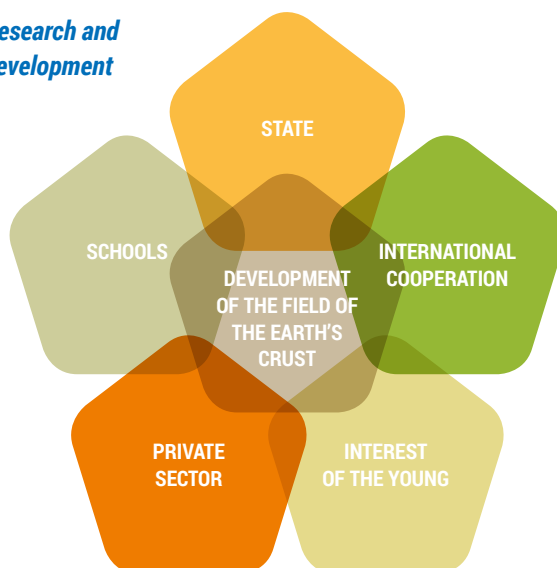 esearch and
evelopment
STATE
SCHOOLS
INTERNATIONAL
COOPERATION
DEVELOPMENT
OF THE FIELD OF
THE EARTH'S
CRUST
PRIVATE
SECTOR
INTEREST
OF THE YOUNG